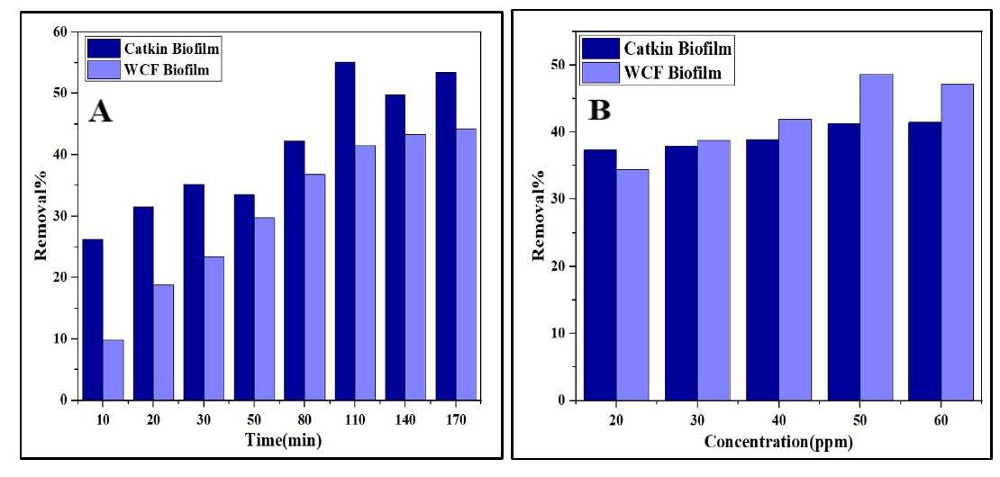 60
50
40
30
20
10
0
Removal%
Catkin Biofilm
WCF Biofilm
A
10 20 30 50 80 110 140 170
Time(min)
50
40
30
20
10
0
Removal%
Catkin Biofilm
WCF Biofilm
B
20 30 40 50 60
Concentration(ppm)